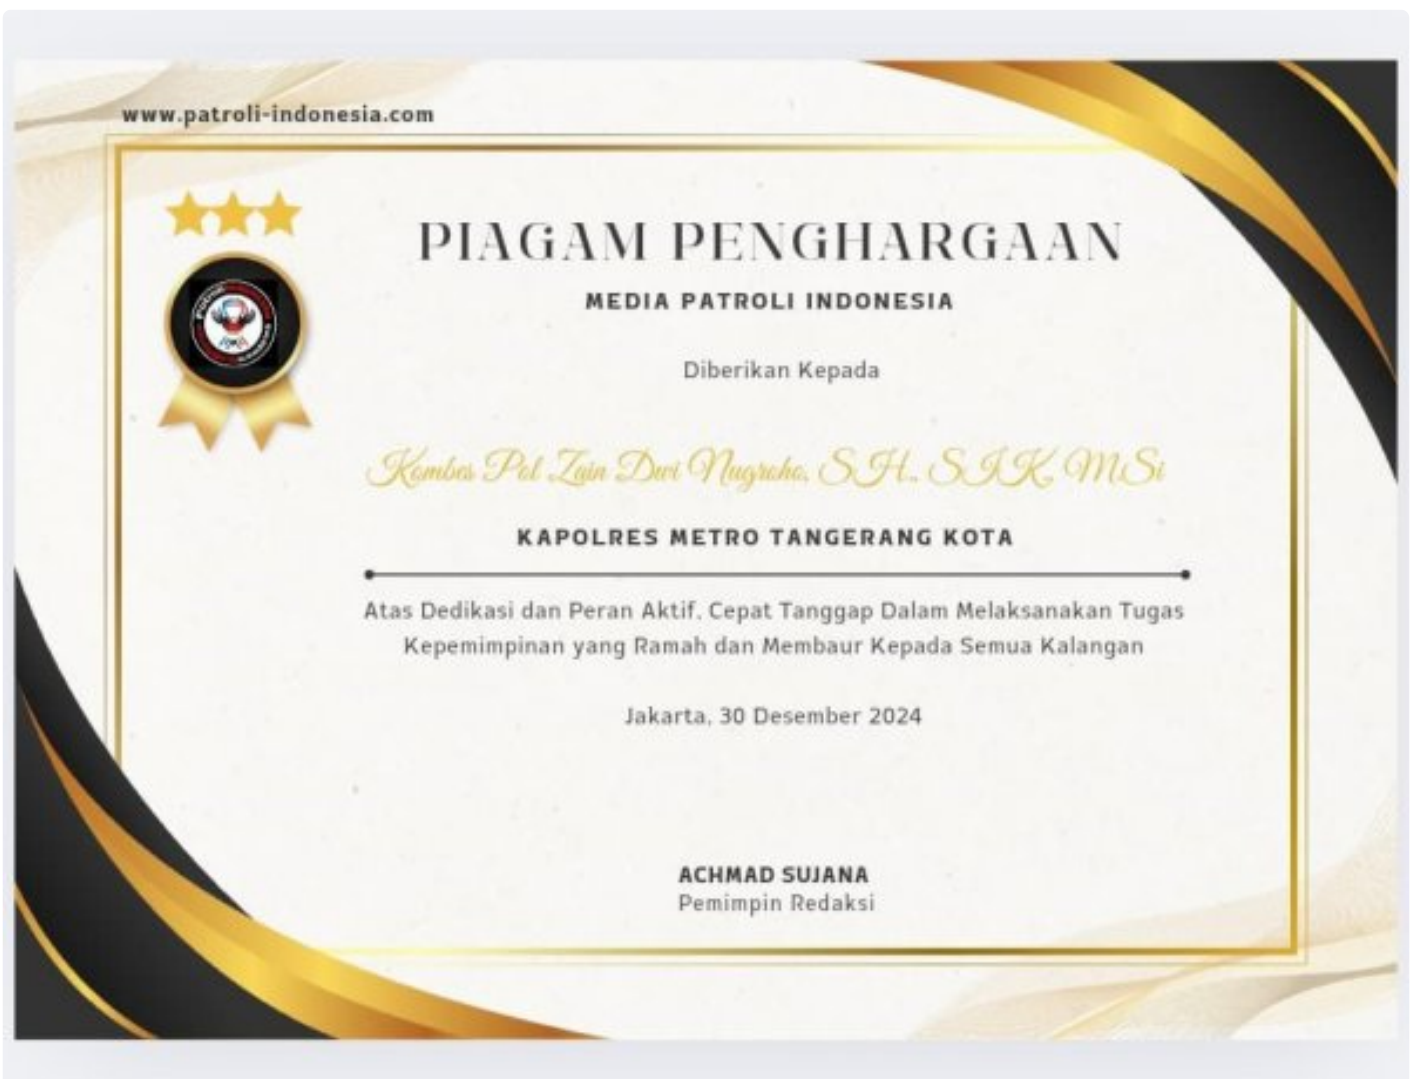 www.patroli-indonesia.com
PIAGAM PENGHARGAAN
MEDIA PATROLI INDONESIA
Diberikan Kepada
Kombes Pol Zain Dwi Nugroho, S.H., S.I.K, M.Si
KAPOLRES METRO TANGERANG KOTA
Atas Dedikasi dan Peran Aktif, Cepat Tanggap Dalam Melaksanakan Tugas
Kepemimpinan yang Ramah dan Membaur Kepada Semua Kalangan
Jakarta, 30 Desember 2024
ACHMAD SUJANA
Pemimpin Redaksi